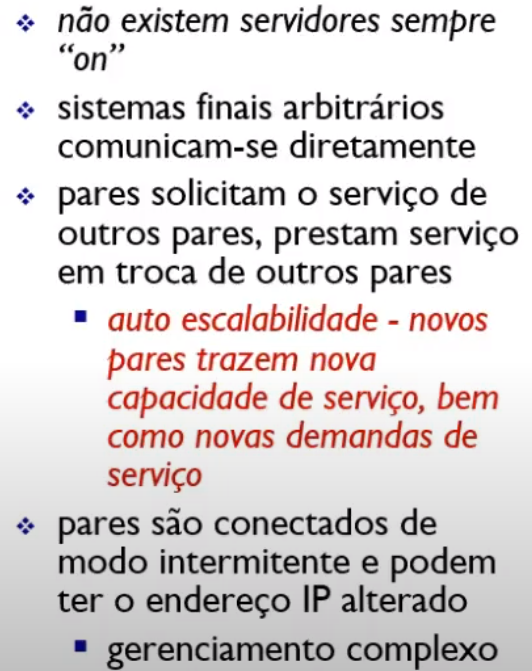 não existem servidores sempre
“on”
sistemas finais arbitrários
comunicam-se diretamente
pares solicitam o serviço de
outros pares, prestam serviço
em troca de outros pares
auto escalabilidade - novos
pares trazem nova
capacidade de serviço, bem
como novas demandas de
serviço
pares são conectados de
modo intermitente e podem
ter o endereço IP alterado
gerenciamento complexo